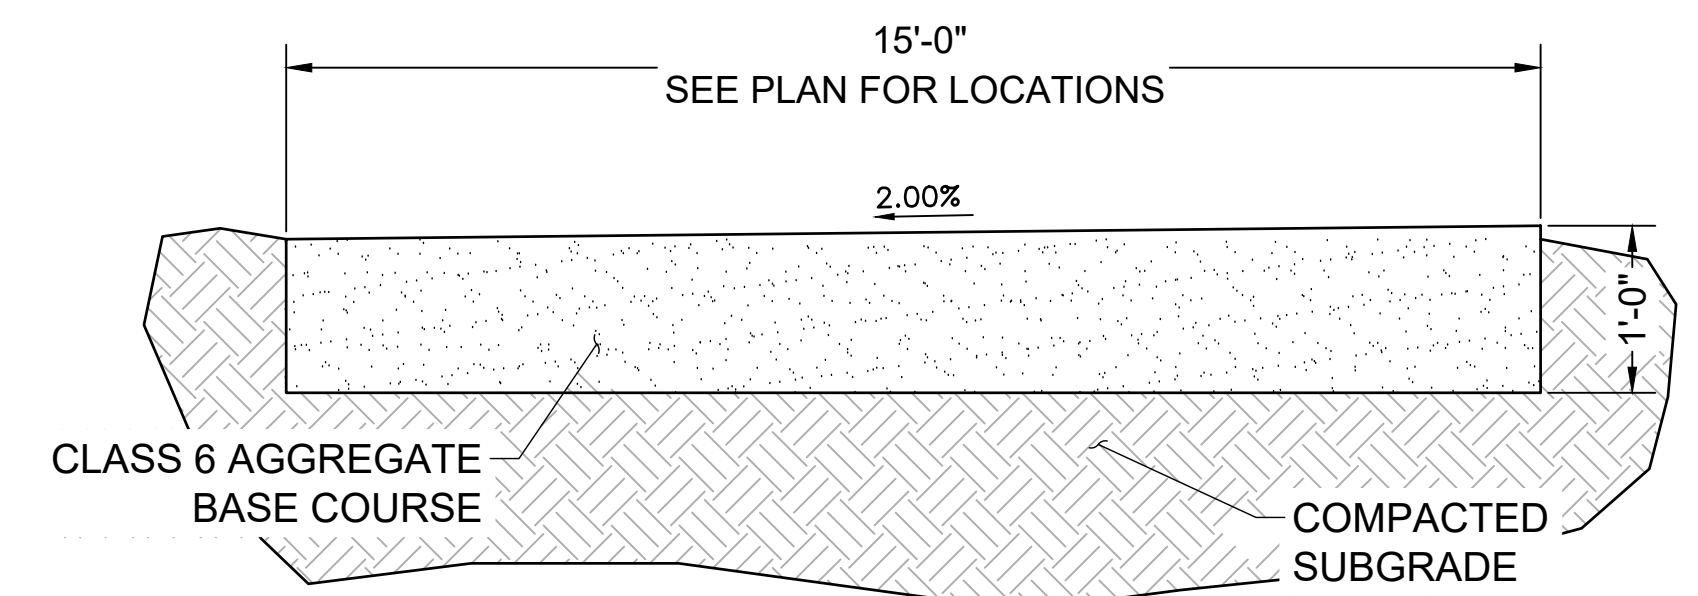 15'-0"
SEE PLAN FOR LOCATIONS
2.00%
1'-0"
CLASS 6 AGGREGATE
BASE COURSE
COMPACTED
SUBGRADE